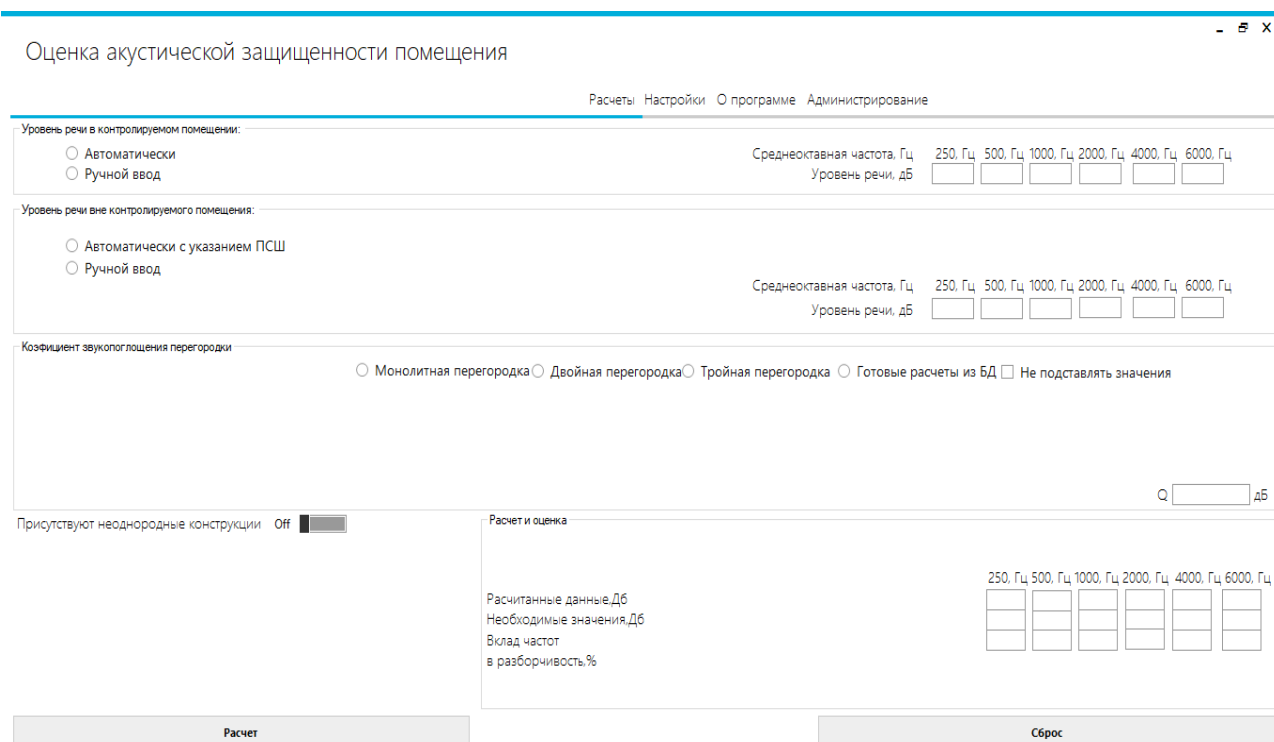 Оценка акустической защищенности помещения
Расчеты Настройки О программе Администрирование
Уровень речи в контролируемом помещении:
Автоматически
Ручной ввод
Среднеоктавная частота, Гц 250, Гц 500, Гц 1000, Гц 2000, Гц 4000, Гц 6000, Гц
Уровень речи, дБ
Уровень речи вне контролируемого помещения:
Автоматически с указанием ПСШ
Ручной ввод
Среднеоктавная частота, Гц 250, Гц 500, Гц 1000, Гц 2000, Гц 4000, Гц 6000, Гц
Уровень речи, дБ
Коэфициент звукопоглощения перегородки
Монолитная перегородка Двойная перегородка Тройная перегородка Готовые расчеты из БД Не подставлять значения
Q дБ
Присутствуют неоднородные конструкции Off
Расчет и оценка
250, Гц 500, Гц 1000, Гц 2000, Гц 4000, Гц 6000, Гц
Расчитанные данные,Дб
Необходимые значения,Дб
Вклад частот
в разборчивость,%
Расчет
Сброс